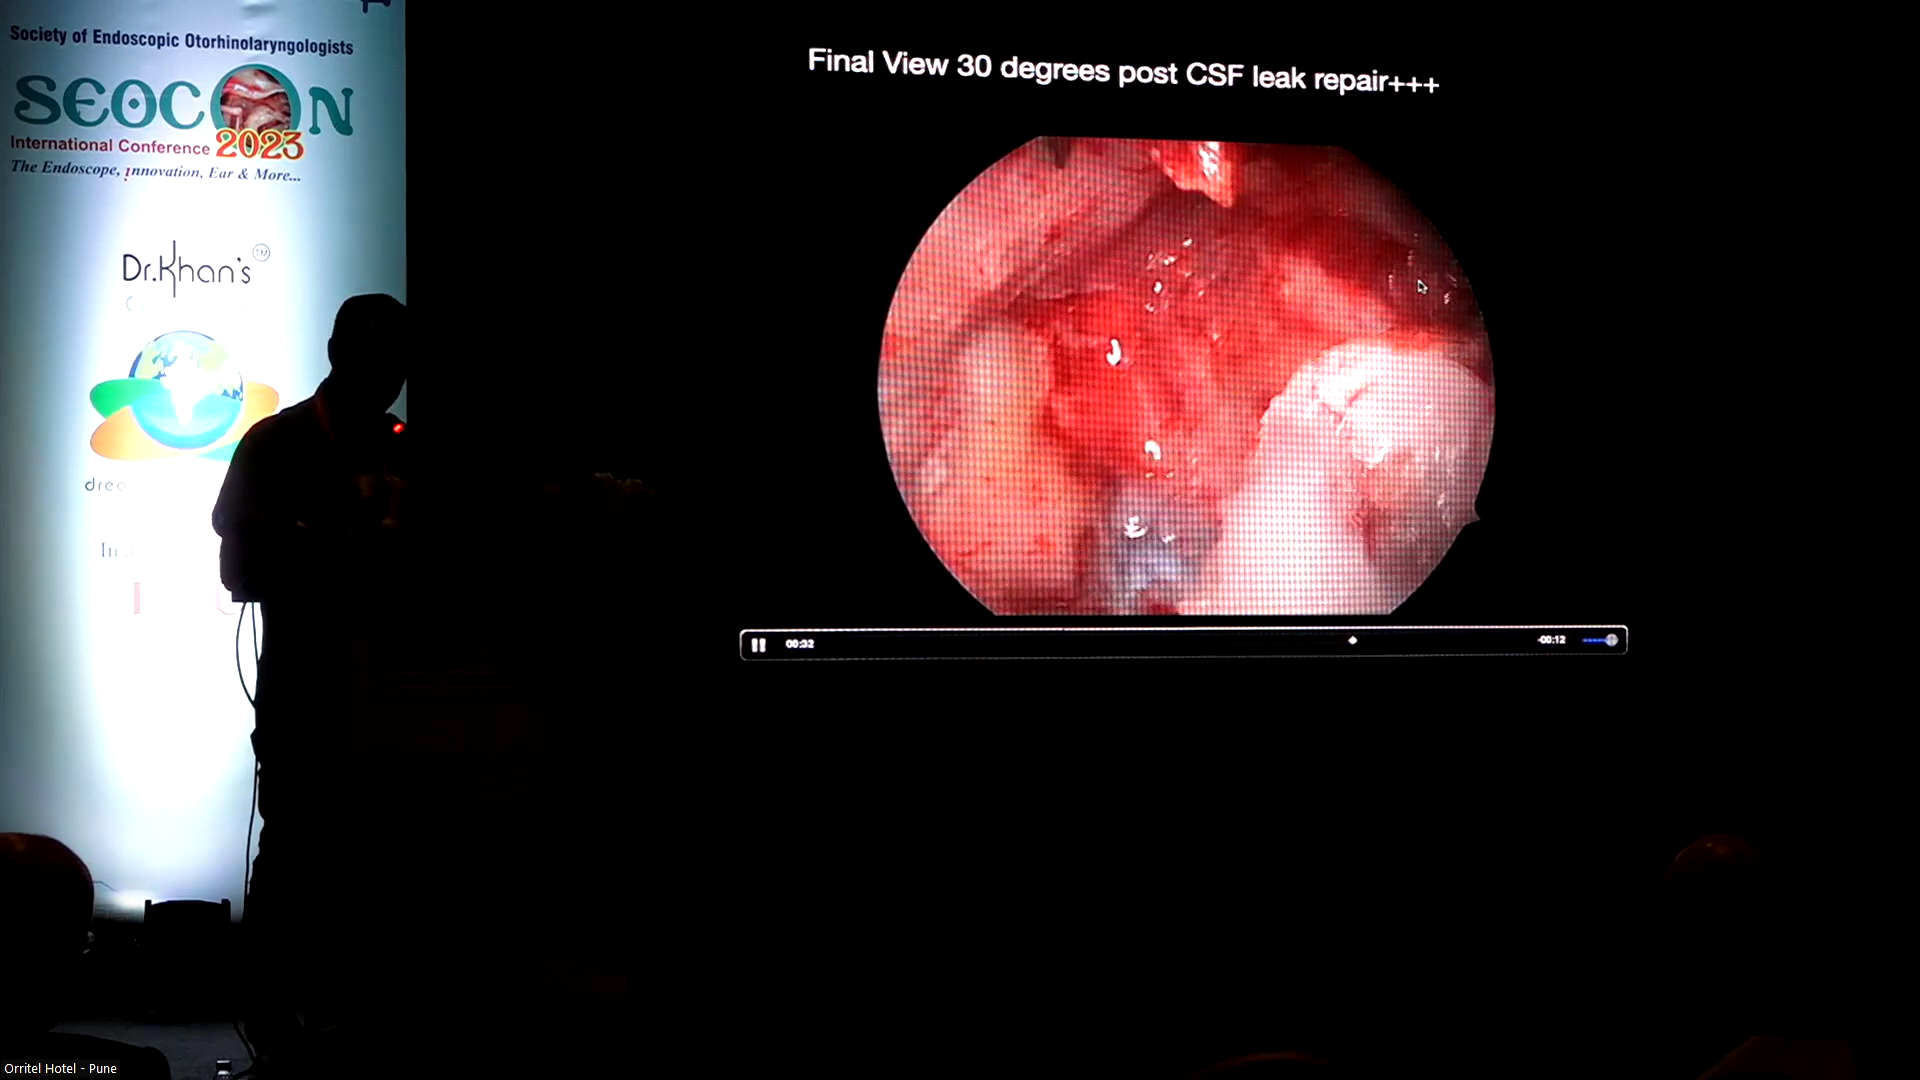 Society of Endoscopic Otorhinolaryngologists
SEOCON
International Conference 2023
The Endoscope, innovation, Ear & More...
Dr.Khan's TM
Final View 30 degrees post CSF leak repair+++
00:32
-00:12
Orritel Hotel - Pune